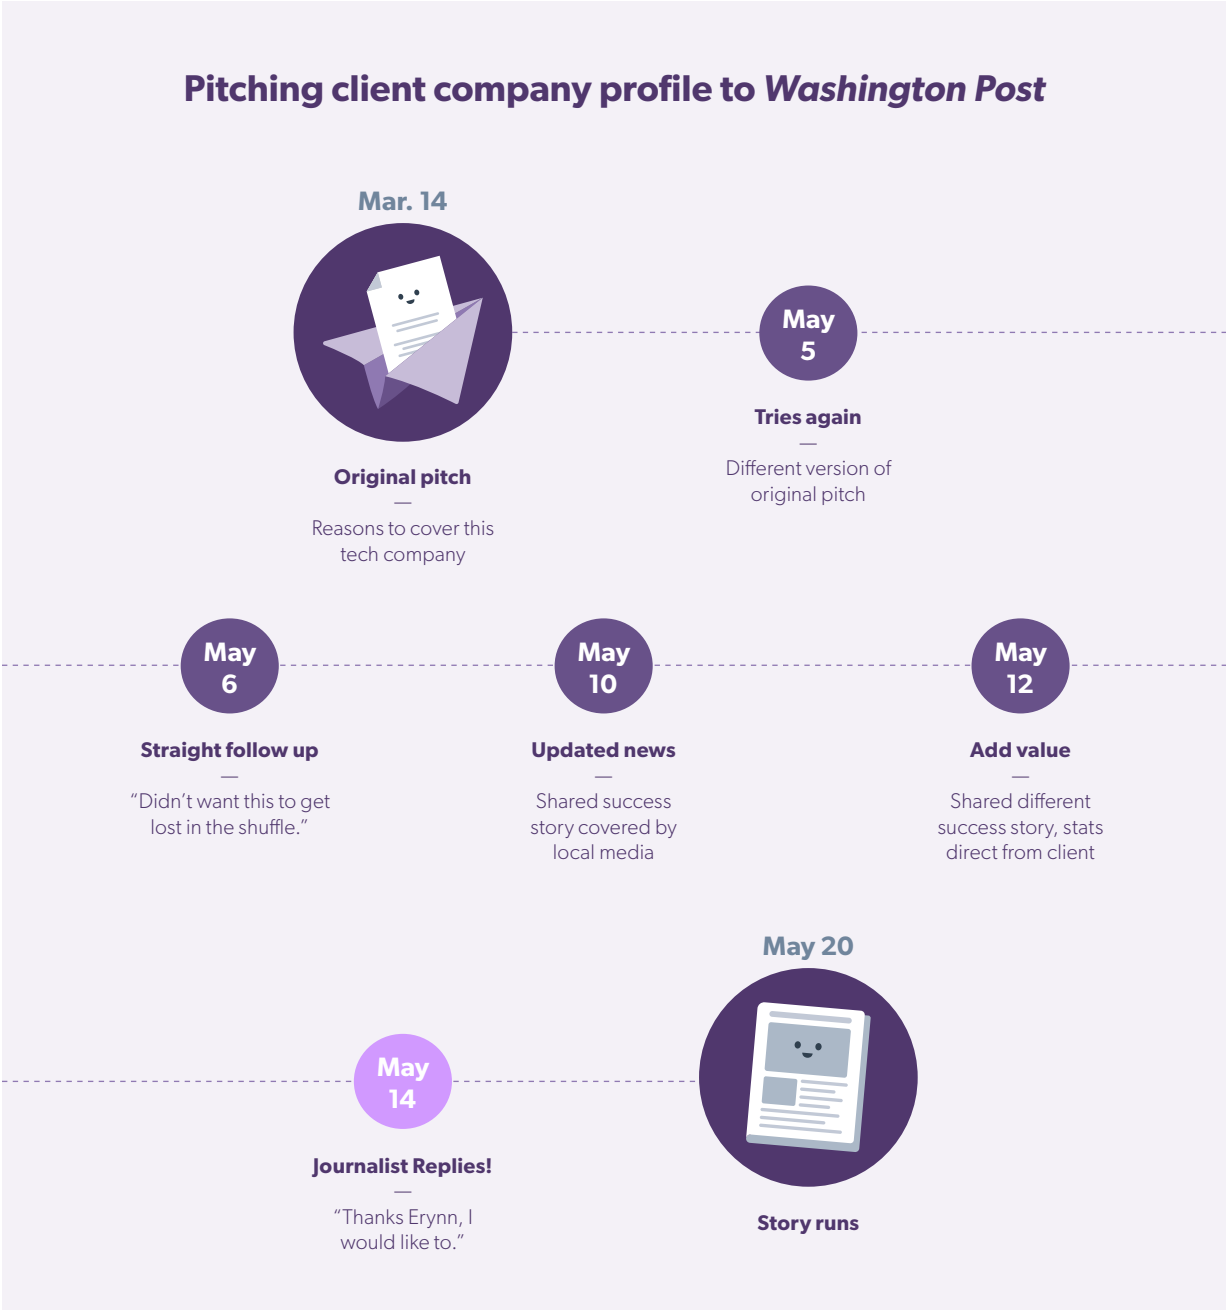 Pitching client company profile to Washington Post
Mar. 14
Original pitch
—
Reasons to cover this
tech company
May
5
Tries again
—
Different version of
original pitch
May
6
Straight follow up
—
“Didn’t want this to get
lost in the shuffle.”
May
10
Updated news
—
Shared success
story covered by
local media
May
12
Add value
—
Shared different
success story, stats
direct from client
May
14
Journalist Replies!
—
“Thanks Erynn, I
would like to.”
May 20
Story runs